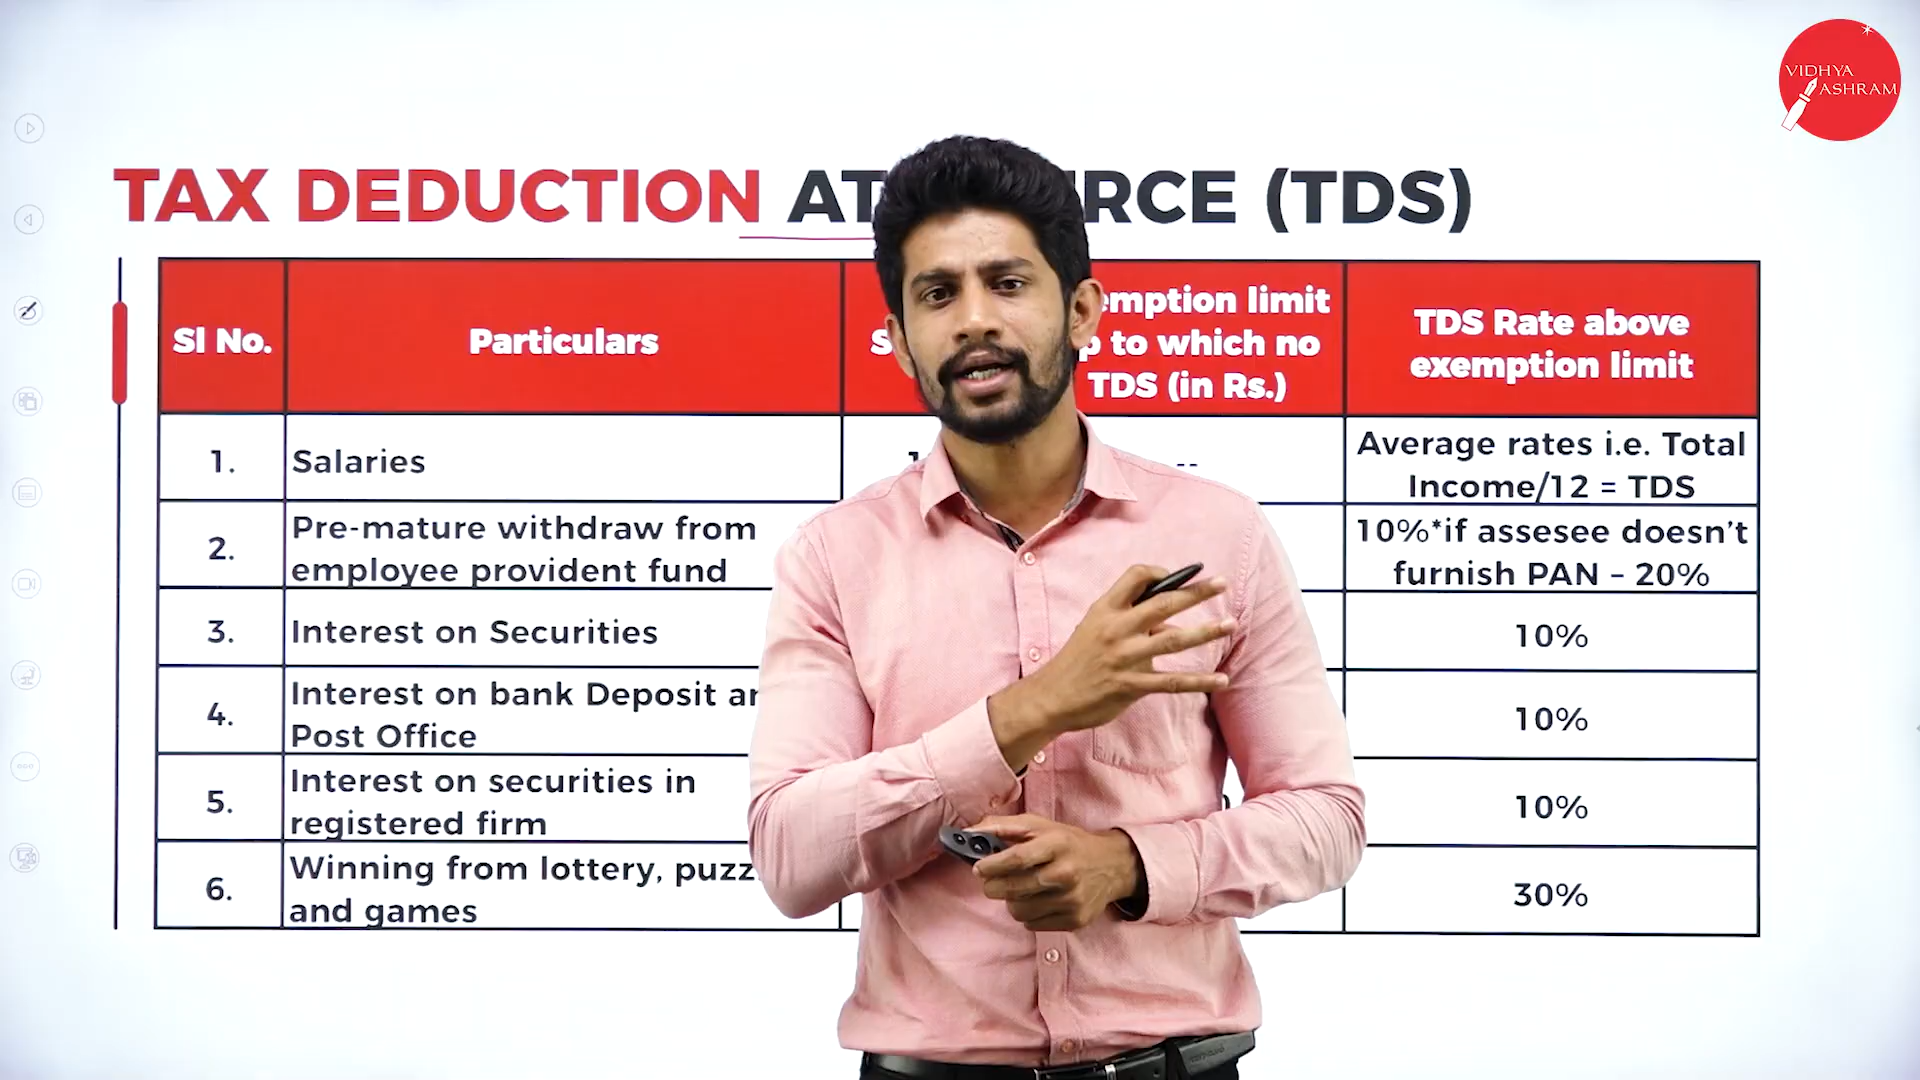 VIDHYA
ASHRAM
TAX DEDUCTION AT RCE (TDS)
Sl No.
Particulars
emption limit
p to which no
TDS (in Rs.)
TDS Rate above
exemption limit
1.
Salaries
--
Average rates i.e. Total
Income/12 = TDS
2.
Pre-mature withdraw from
employee provident fund
10%*if assesee doesn't
furnish PAN – 20%
3.
Interest on Securities
10%
4.
Interest on bank Deposit
Post Office
10%
5.
Interest on securities in
registered firm
10%
6.
Winning from lottery, puzz
and games
30%